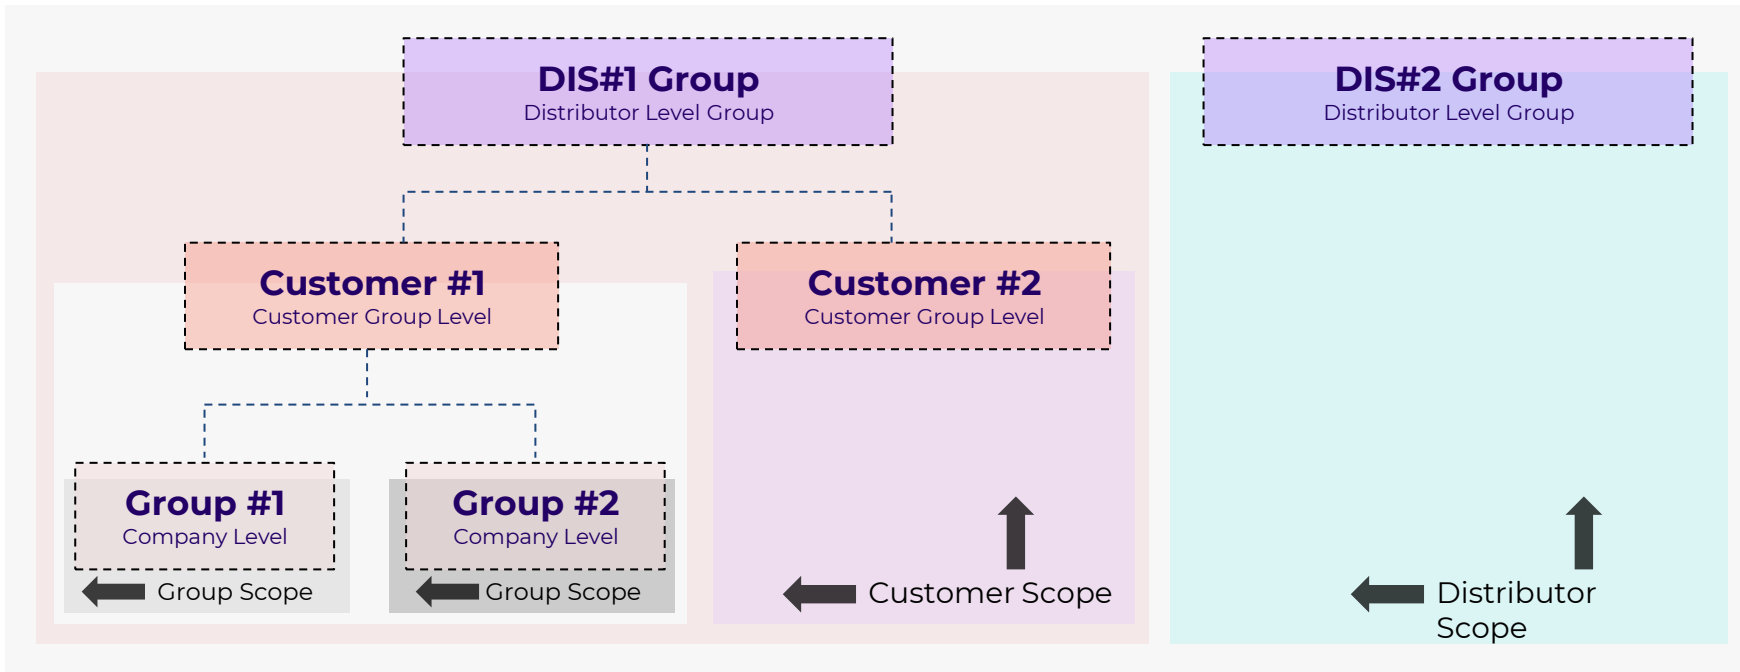 DIS#1 Group
Distributor Level Group
DIS#2 Group
Distributor Level Group
Customer #1
Customer Group Level
Customer #2
Customer Group Level
Group #1
Company Level
Group #2
Company Level
Group Scope
Group Scope
Customer Scope
Distributor
Scope